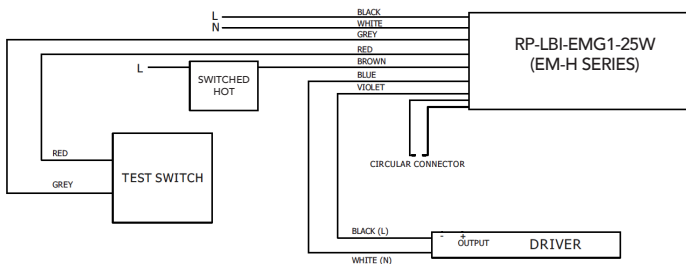 L
BLACK
N
WHITE
GREY
RED
L
SWITCHED
HOT
BROWN
BLUE
VIOLET
RP-LBI-EMG1-25W
(EM-H SERIES)
CIRCULAR CONNECTOR
RED
GREY
TEST SWITCH
BLACK (L)
WHITE (N)
- +
OUTPUT
DRIVER